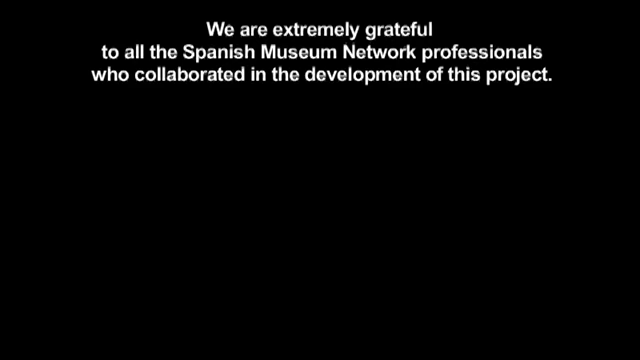 We are extremely grateful
to all the Spanish Museum Network professionals
who collaborated in the development of this project.